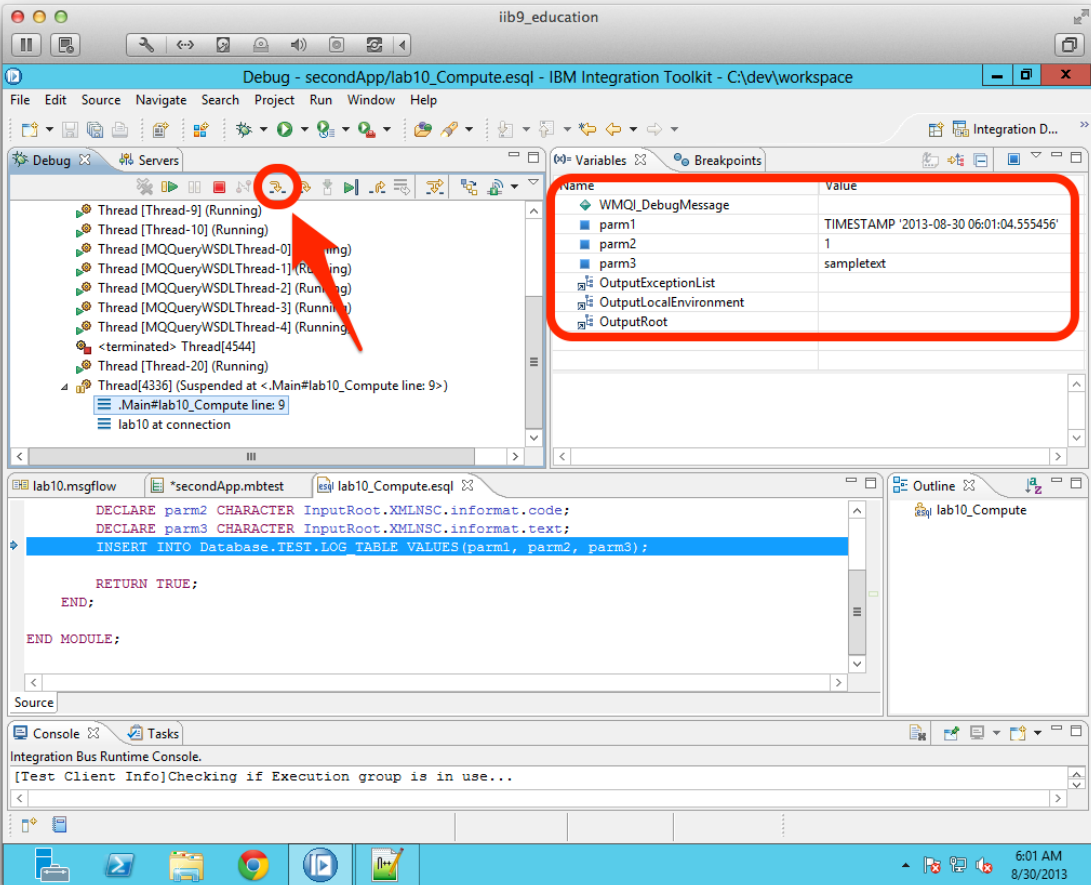 iib9_education
Debug - secondApp/lab10_Compute.esql - IBM Integration Toolkit - C:\dev\workspace
File Edit Source Navigate Search Project Run Window Help
Integration D...
Debug Servers
Variables Breakpoints
Name Value
Thread [Thread-9] (Running)
Thread [Thread-10] (Running)
Thread [MQQueryWSDLThread-0]
Thread [MQQueryWSDLThread-1]
Thread [MQQueryWSDLThread-2]
Thread [MQQueryWSDLThread-3]
Thread [MQQueryWSDLThread-4] (Running)
<terminated> Thread[4544]
Thread [Thread-20] (Running)
Thread[4336] (Suspended at <.Main#lab10_Compute line: 9>)
.Main#lab10_Compute line: 9
lab10 at connection
WMQI_DebugMessage
parm1 TIMESTAMP '2013-08-30 06:01:04.555456'
parm2 1
parm3 sampletext
OutputExceptionList
OutputLocalEnvironment
OutputRoot
lab10.msgflow *secondApp.mbtest esql lab10_Compute.esql
DECLARE parm2 CHARACTER InputRoot.XMLNSC.informat.code;
DECLARE parm3 CHARACTER InputRoot.XMLNSC.informat.text;
INSERT INTO Database.TEST.LOG_TABLE VALUES(parm1, parm2, parm3);
RETURN TRUE;
END;
END MODULE;
Source
Outline
esql lab10_Compute
Console Tasks
Integration Bus Runtime Console.
[Test Client Info]Checking if Execution group is in use...
6:01 AM
8/30/2013